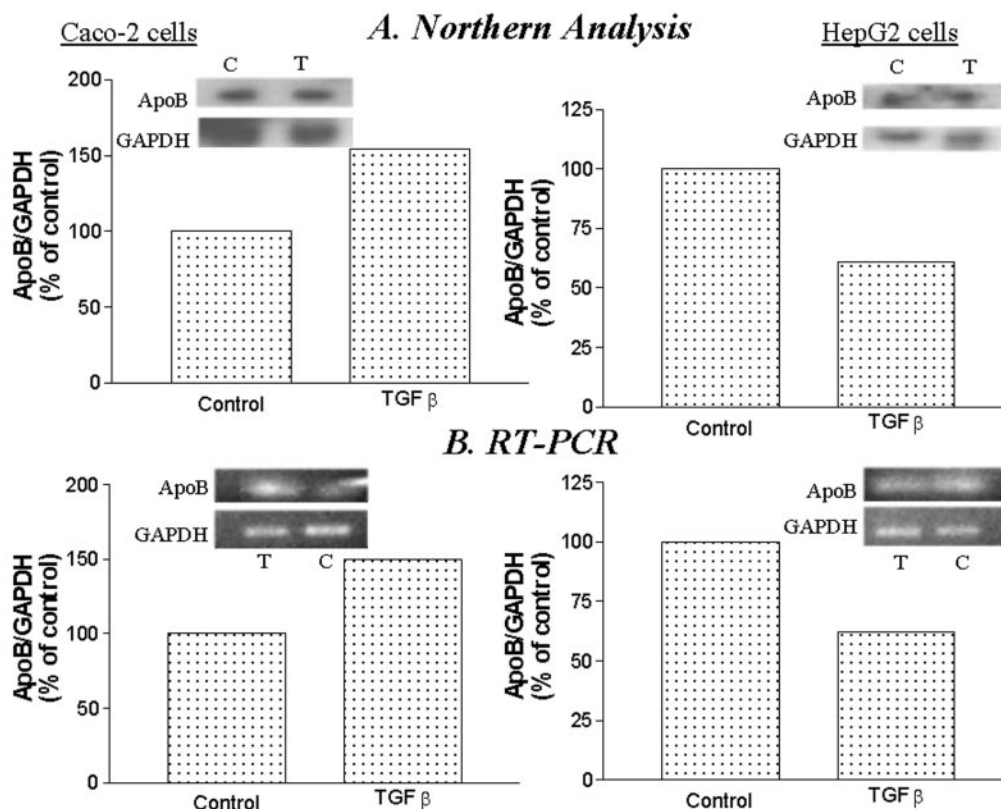 A. Northern Analysis
Caco-2 cells
C T
ApoB
GAPDH
200
150
100
50
0
ApoB/GAPDH
(% of control)
Control
TGF β
HepG2 cells
C T
ApoB
GAPDH
125
100
75
50
25
0
ApoB/GAPDH
(% of control)
Control
TGF β
B. RT-PCR
ApoB
GAPDH
T C
200
150
100
50
0
ApoB/GAPDH
(% of control)
Control
TGF β
ApoB
GAPDH
T C
125
100
75
50
25
0
ApoB/GAPDH
(% of control)
Control
TGF β